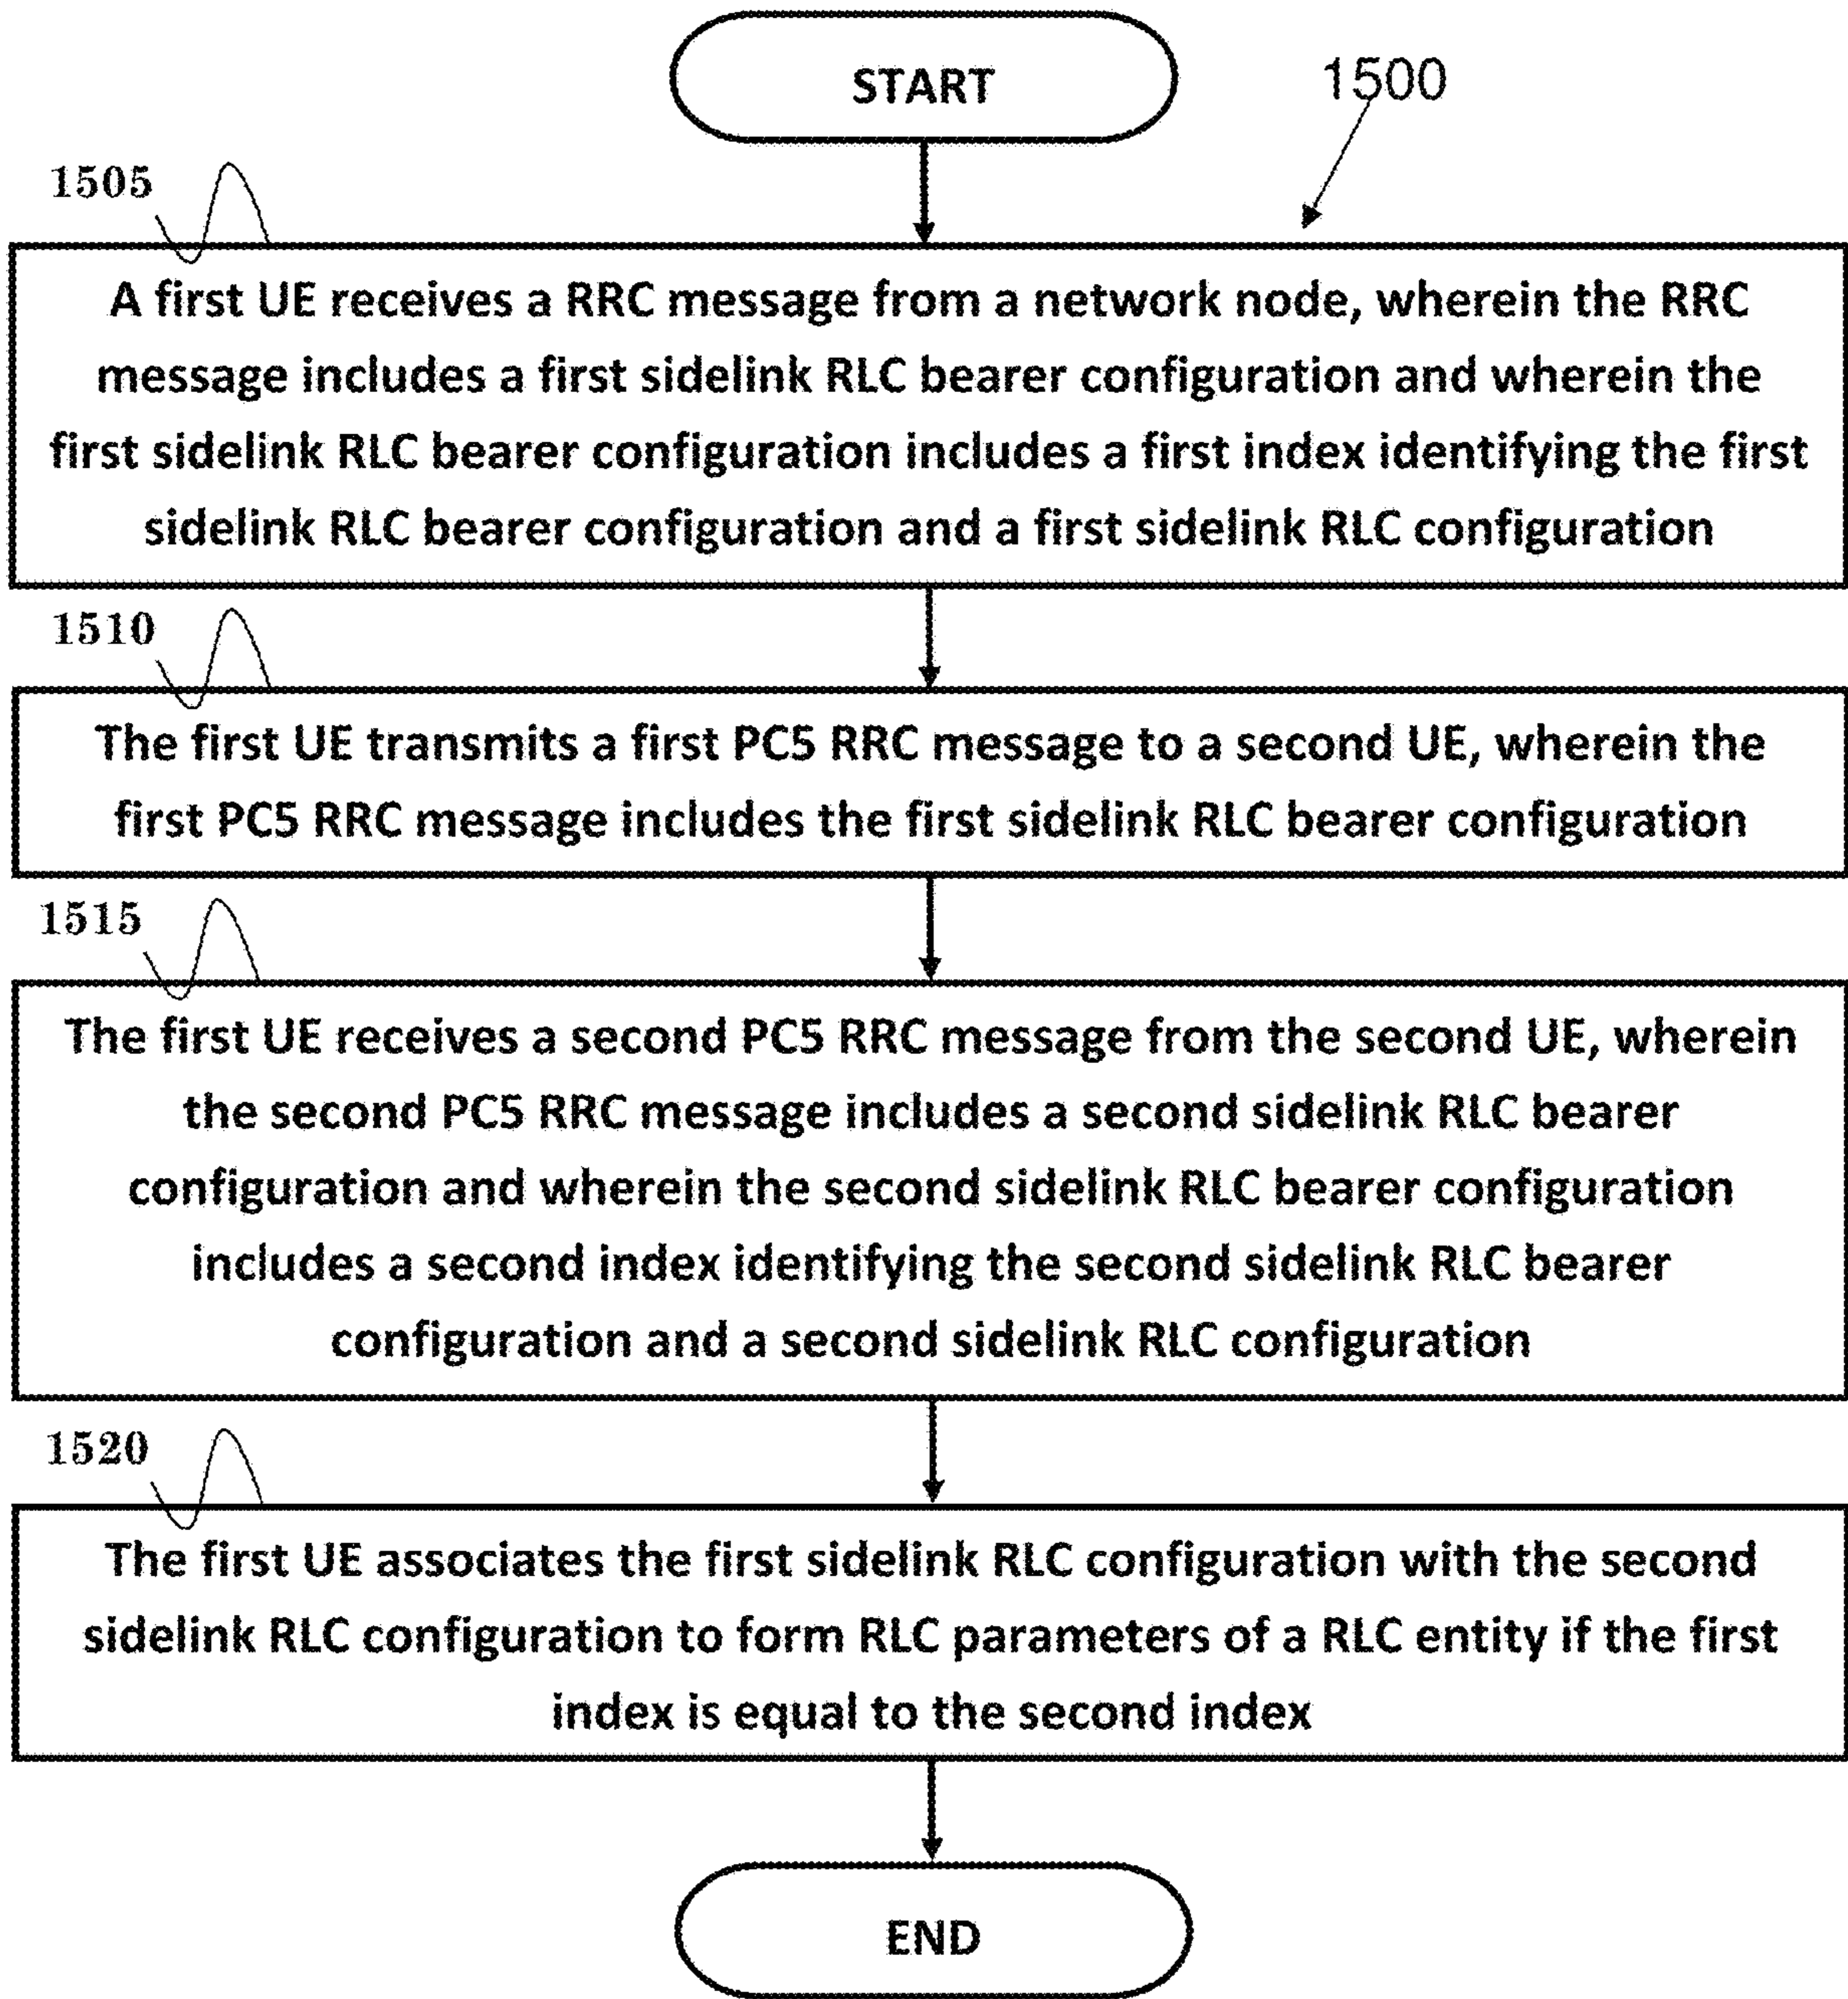 START
1500
1505
A first UE receives a RRC message from a network node, wherein the RRC
message includes a first sidelink RLC bearer configuration and wherein the
first sidelink RLC bearer configuration includes a first index identifying the first
sidelink RLC bearer configuration and a first sidelink RLC configuration
1510
The first UE transmits a first PC5 RRC message to a second UE, wherein the
first PC5 RRC message includes the first sidelink RLC bearer configuration
1515
The first UE receives a second PC5 RRC message from the second UE, wherein
the second PC5 RRC message includes a second sidelink RLC bearer
configuration and wherein the second sidelink RLC bearer configuration
includes a second index identifying the second sidelink RLC bearer
configuration and a second sidelink RLC configuration
1520
The first UE associates the first sidelink RLC configuration with the second
sidelink RLC configuration to form RLC parameters of a RLC entity if the first
index is equal to the second index
END